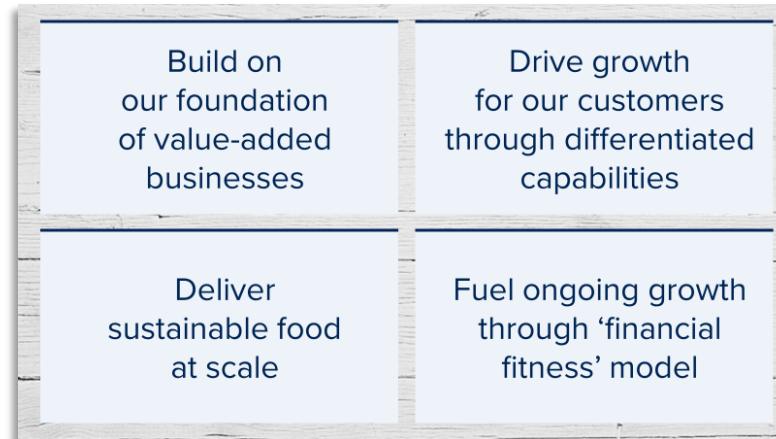 Build on
our foundation
of value-added
businesses
Drive growth
for our customers
through differentiated
capabilities
Deliver
sustainable food
at scale
Fuel ongoing growth
through ‘financial
fitness’ model